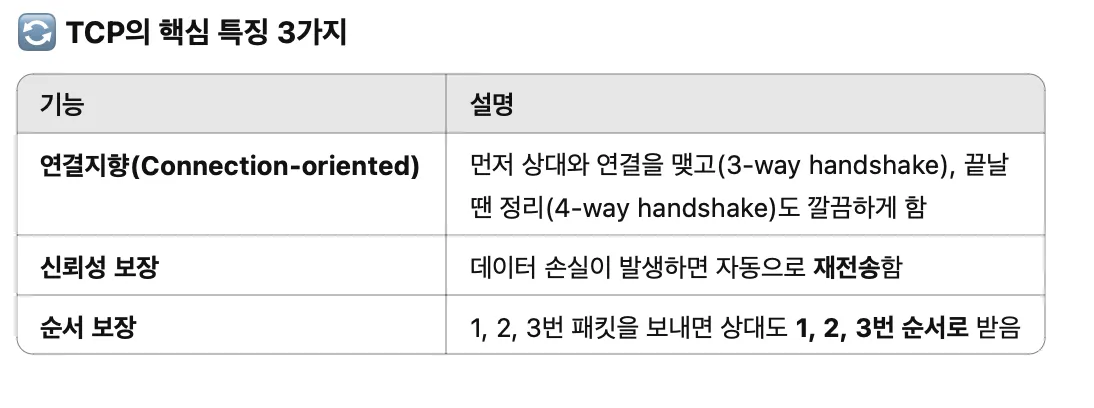 🔄 TCP의 핵심 특징 3가지
기능 설명
연결지향(Connection-oriented) 먼저 상대와 연결을 맺고(3-way handshake), 끝날
땐 정리(4-way handshake)도 깔끔하게 함
신뢰성 보장 데이터 손실이 발생하면 자동으로 재전송함
순서 보장 1, 2, 3번 패킷을 보내면 상대도 1, 2, 3번 순서로 받음